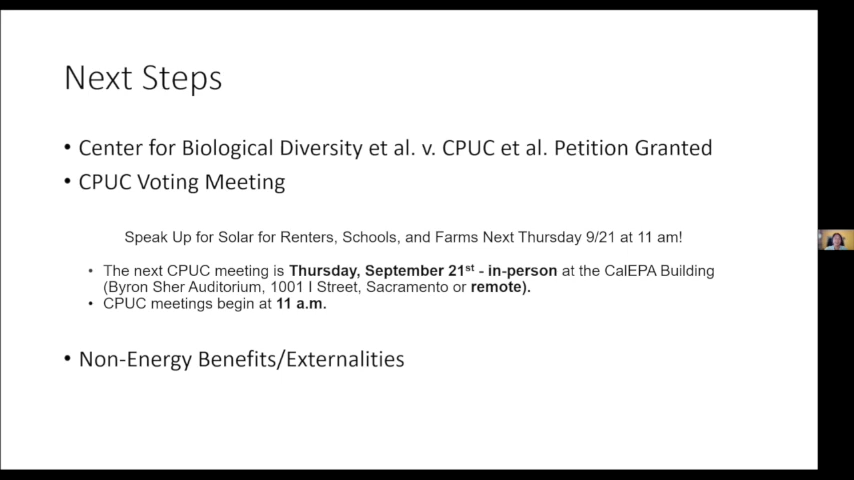 Next Steps
• Center for Biological Diversity et al. v. CPUC et al. Petition Granted
• CPUC Voting Meeting
Speak Up for Solar for Renters, Schools, and Farms Next Thursday 9/21 at 11 am!
• The next CPUC meeting is Thursday, September 21st - in-person at the CalEPA Building
(Byron Sher Auditorium, 1001 I Street, Sacramento or remote).
• CPUC meetings begin at 11 a.m.
• Non-Energy Benefits/Externalities